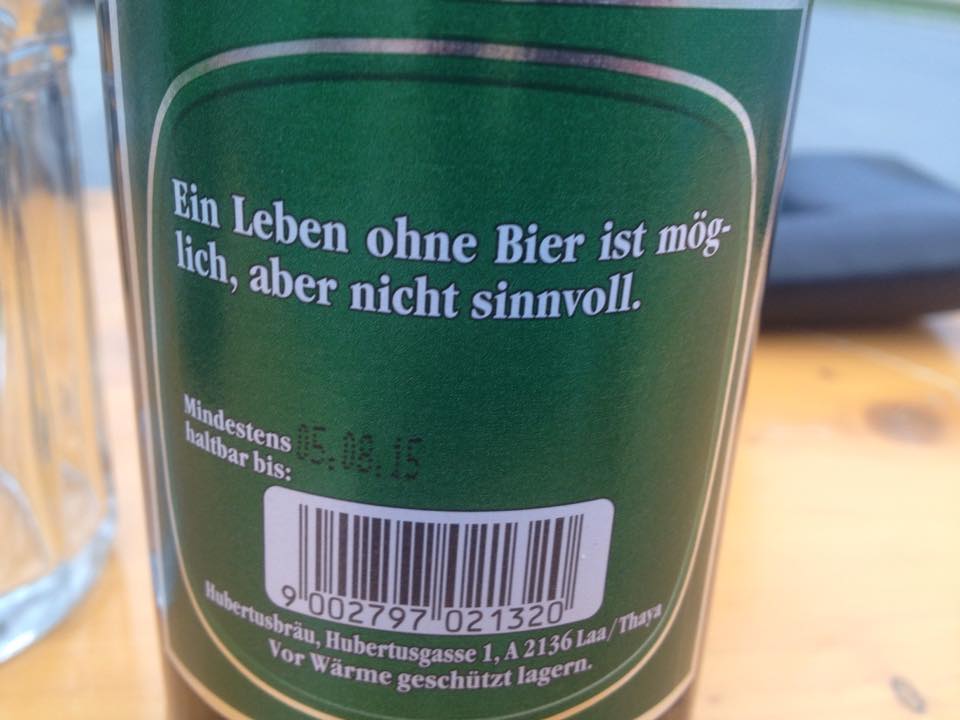 Ein Leben ohne Bier ist mög-
lich, aber nicht sinnvoll.
Mindestens
haltbar bis: 05.08.15
9 002797 021320
Hubertusbräu, Hubertusgasse 1, A 2136 Laa/Thaya
Vor Wärme geschützt lagern.